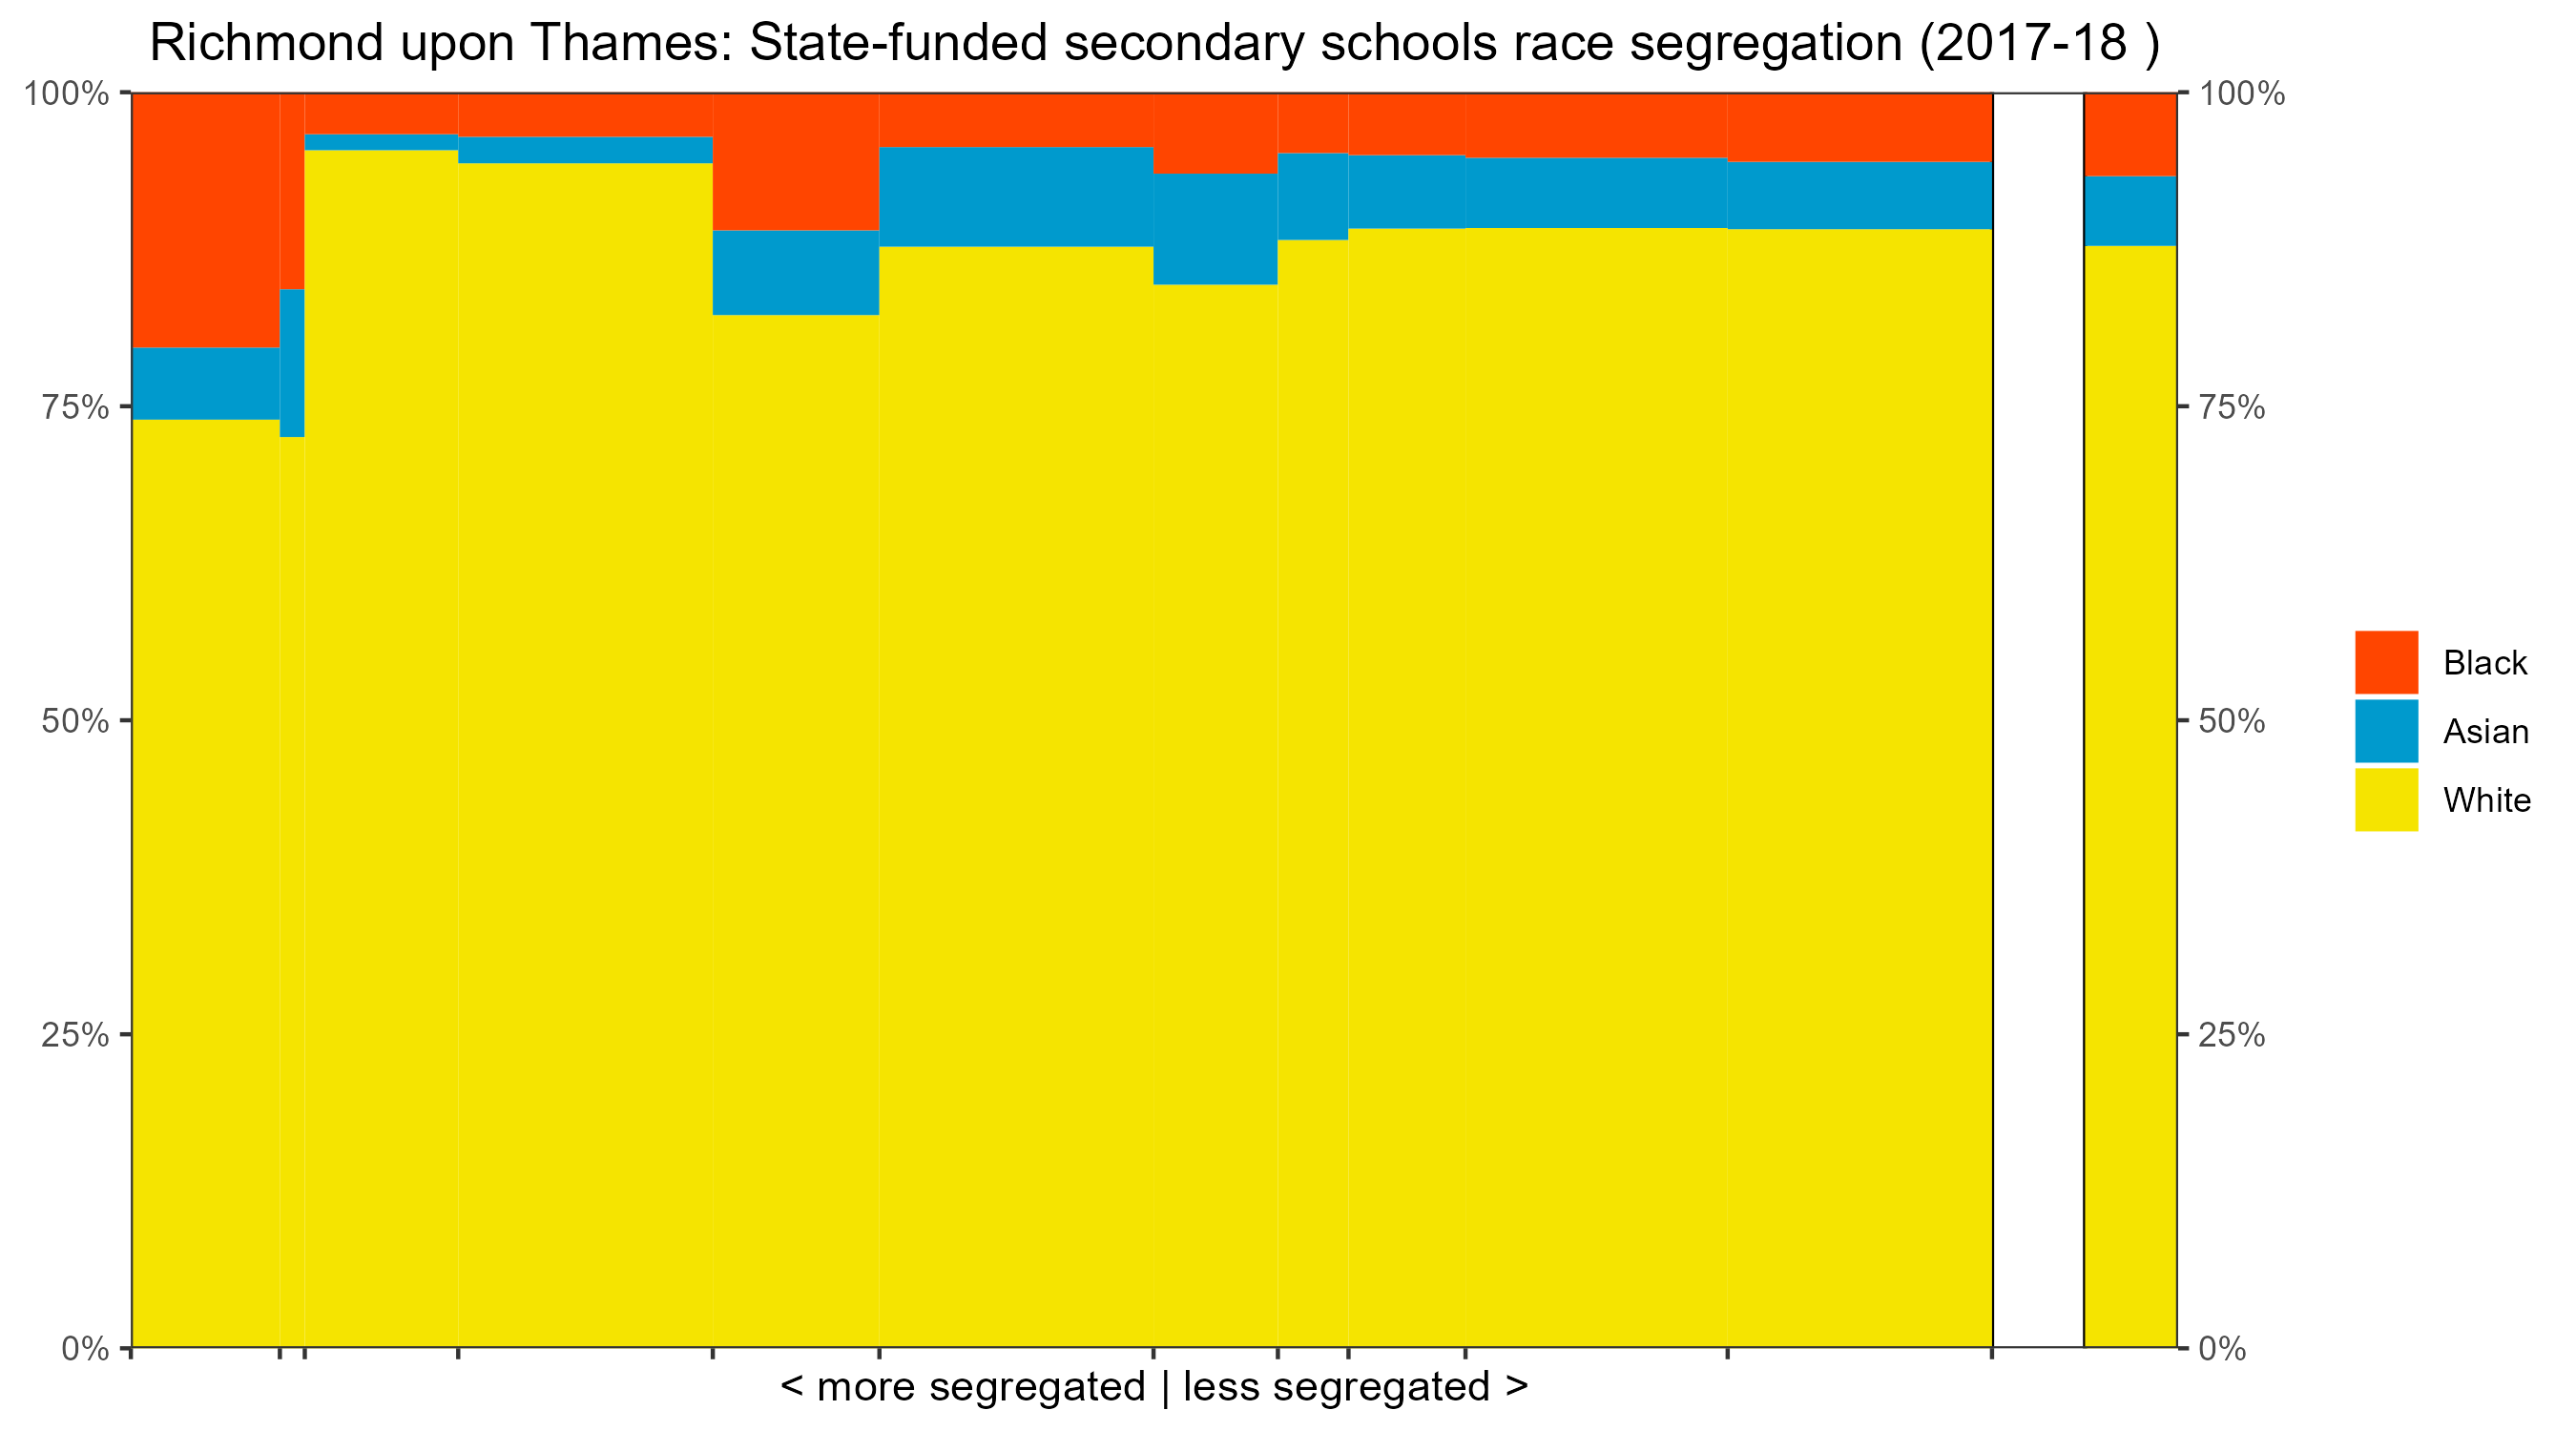 Richmond upon Thames: State-funded secondary schools race segregation (2017-18 )
100%
75%
50%
25%
0%
100%
75%
50%
25%
0%
Black
Asian
White
< more segregated | less segregated >